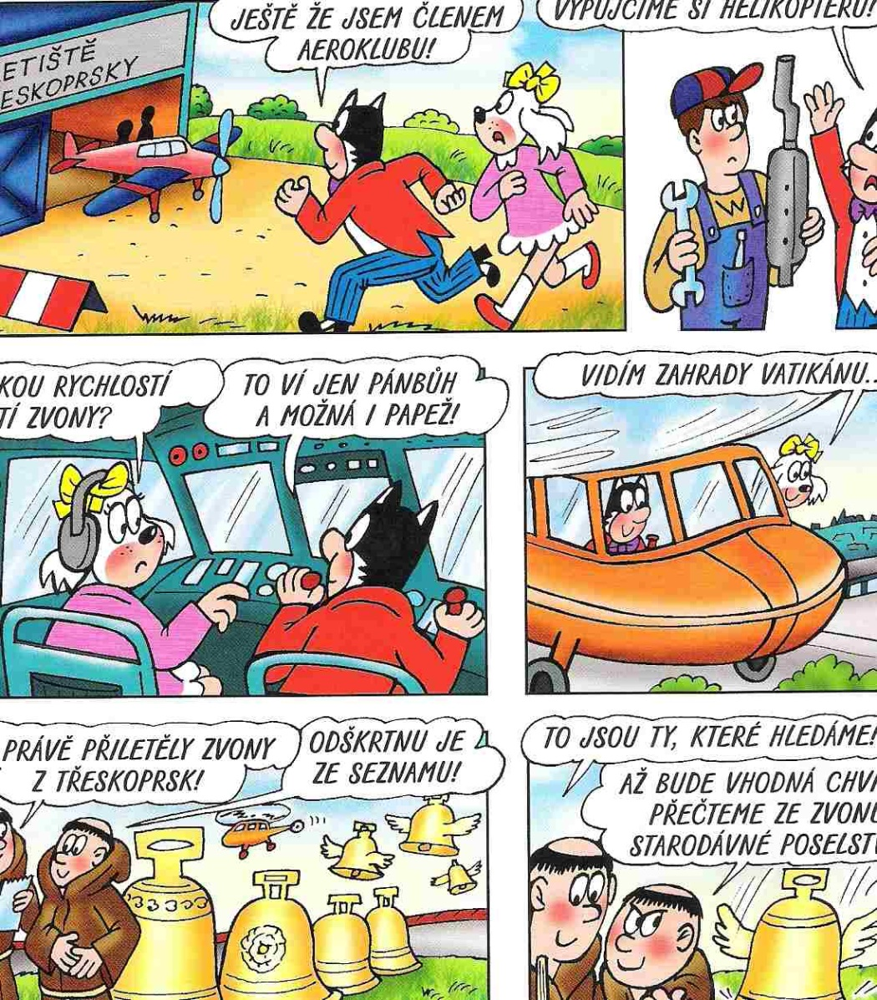 ETIŠTĚ
ESKOPRSKY
JEŠTĚ ŽE JSEM ČLENEM
AEROKLUBU!
VYPŮJČÍME SI HELIKOPTÉRU!
KOU RYCHLOSTÍ
TÍ ZVONY?
TO VÍ JEN PÁNBŮH
A MOŽNÁ I PAPEŽ!
VIDÍM ZAHRADY VATIKÁNU...
PRÁVĚ PŘILETĚLY ZVONY
Z TŘESKOPRSK!
ODŠKRTNU JE
ZE SEZNAMU!
TO JSOU TY, KTERÉ HLEDÁME!
AŽ BUDE VHODNÁ CHVÍ
PŘEČTEME ZE ZVONU
STARODÁVNÉ POSELSTV